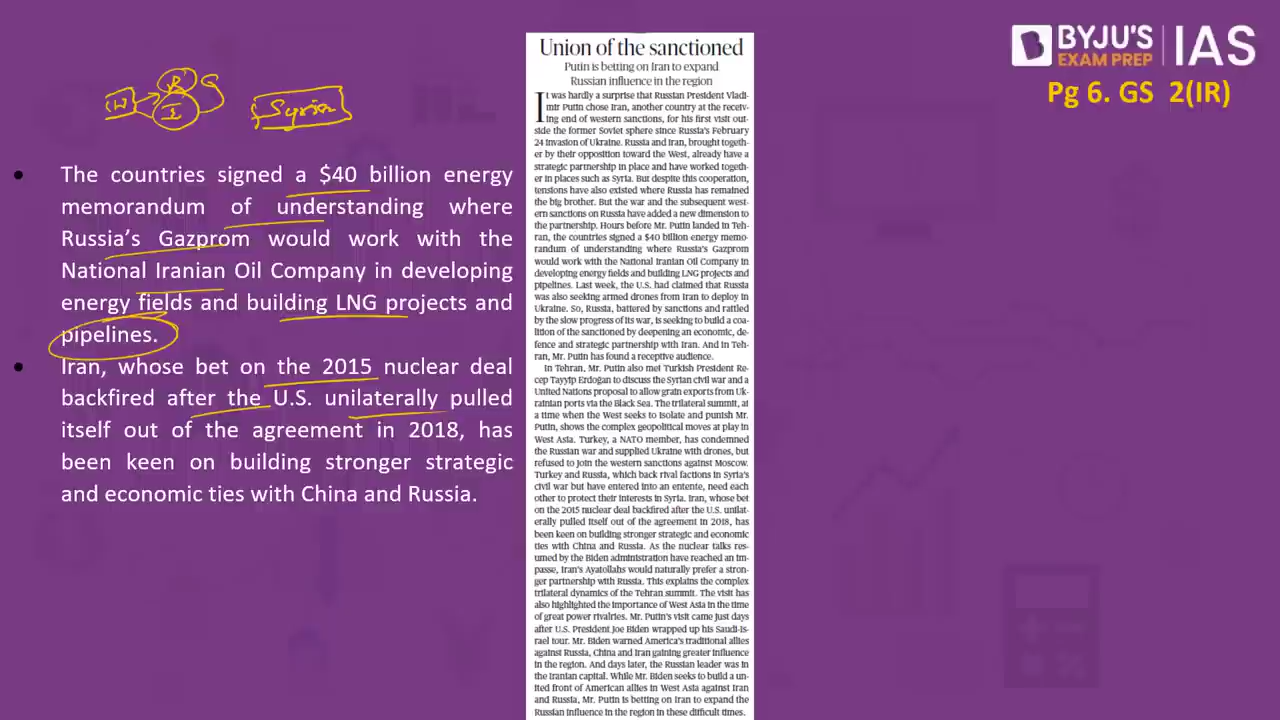 W
R
I
Syria
BYJU'S
EXAM PREP
IAS
Pg 6. GS 2(IR)
• The countries signed a $40 billion energy
memorandum of understanding where
Russia's Gazprom would work with the
National Iranian Oil Company in developing
energy fields and building LNG projects and
pipelines.
• Iran, whose bet on the 2015 nuclear deal
backfired after the U.S. unilaterally pulled
itself out of the agreement in 2018, has
been keen on building stronger strategic
and economic ties with China and Russia.
Union of the sanctioned
Putin is betting on Iran to expand
Russian influence in the region
It was hardly a surprise that Russian President Vladi-
mir Putin chose Iran, another country at the receiv-
ing end of western sanctions, for his first visit out-
side the former Soviet sphere since Russia's February
24 invasion of Ukraine. Russia and Iran, brought togeth-
er by their opposition toward the West, already have a
strategic partnership in place and have worked togeth-
er in places such as Syria. But despite this cooperation,
tensions have also existed where Russia has remained
the big brother. But the war and the subsequent west-
ern sanctions on Russia have added a new dimension to
the partnership. Hours before Mr. Putin landed in Teh-
ran, the countries signed a $40 billion energy memo-
randum of understanding where Russia's Gazprom
would work with the National Iranian Oil Company in
developing energy fields and building LNG projects and
pipelines. Last week, the U.S. had claimed that Russia
was also seeking armed drones from Iran to deploy in
Ukraine. So, Russia, battered by sanctions and rattled
by the slow progress of its war, is seeking to build a coa-
lition of the sanctioned by deepening an economic, de-
fence and strategic partnership with Iran. And in Teh-
ran, Mr. Putin has found a receptive audience.
In Tehran, Mr. Putin also met Turkish President Re-
cep Tayyip Erdoğan to discuss the Syrian civil war and a
United Nations proposal to allow grain exports from Uk-
rainian ports via the Black Sea. The trilateral summit, at
a time when the West seeks to isolate and punish Mr.
Putin, shows the complex geopolitical moves at play in
West Asia. Turkey, a NATO member, has condemned
the Russian war and supplied Ukraine with drones, but
refused to join the western sanctions against Moscow.
Turkey and Russia, which back rival factions in Syria's
civil war but have entered into an entente, need each
other to protect their interests in Syria. Iran, whose bet
on the 2015 nuclear deal backfired after the U.S. unilat-
erally pulled itself out of the agreement in 2018, has
been keen on building stronger strategic and economic
ties with China and Russia. As the nuclear talks res-
umed by the Biden administration have reached an im-
passe, Iran's Ayatollahs would naturally prefer a stron-
ger partnership with Russia. This explains the complex
trilateral dynamics of the Tehran summit. The visit has
also highlighted the importance of West Asia in the time
of great power rivalries. Mr. Putin's visit came just days
after U.S. President Joe Biden wrapped up his Saudi-Is-
rael tour. Mr. Biden warned America's traditional allies
against Russia, China and Iran gaining greater influence
in the region. And days later, the Russian leader was in
the Iranian capital. While Mr. Biden seeks to build a un-
ited front of American allies in West Asia against Iran
and Russia, Mr. Putin is betting on Iran to expand the
Russian influence in the region in these difficult times.